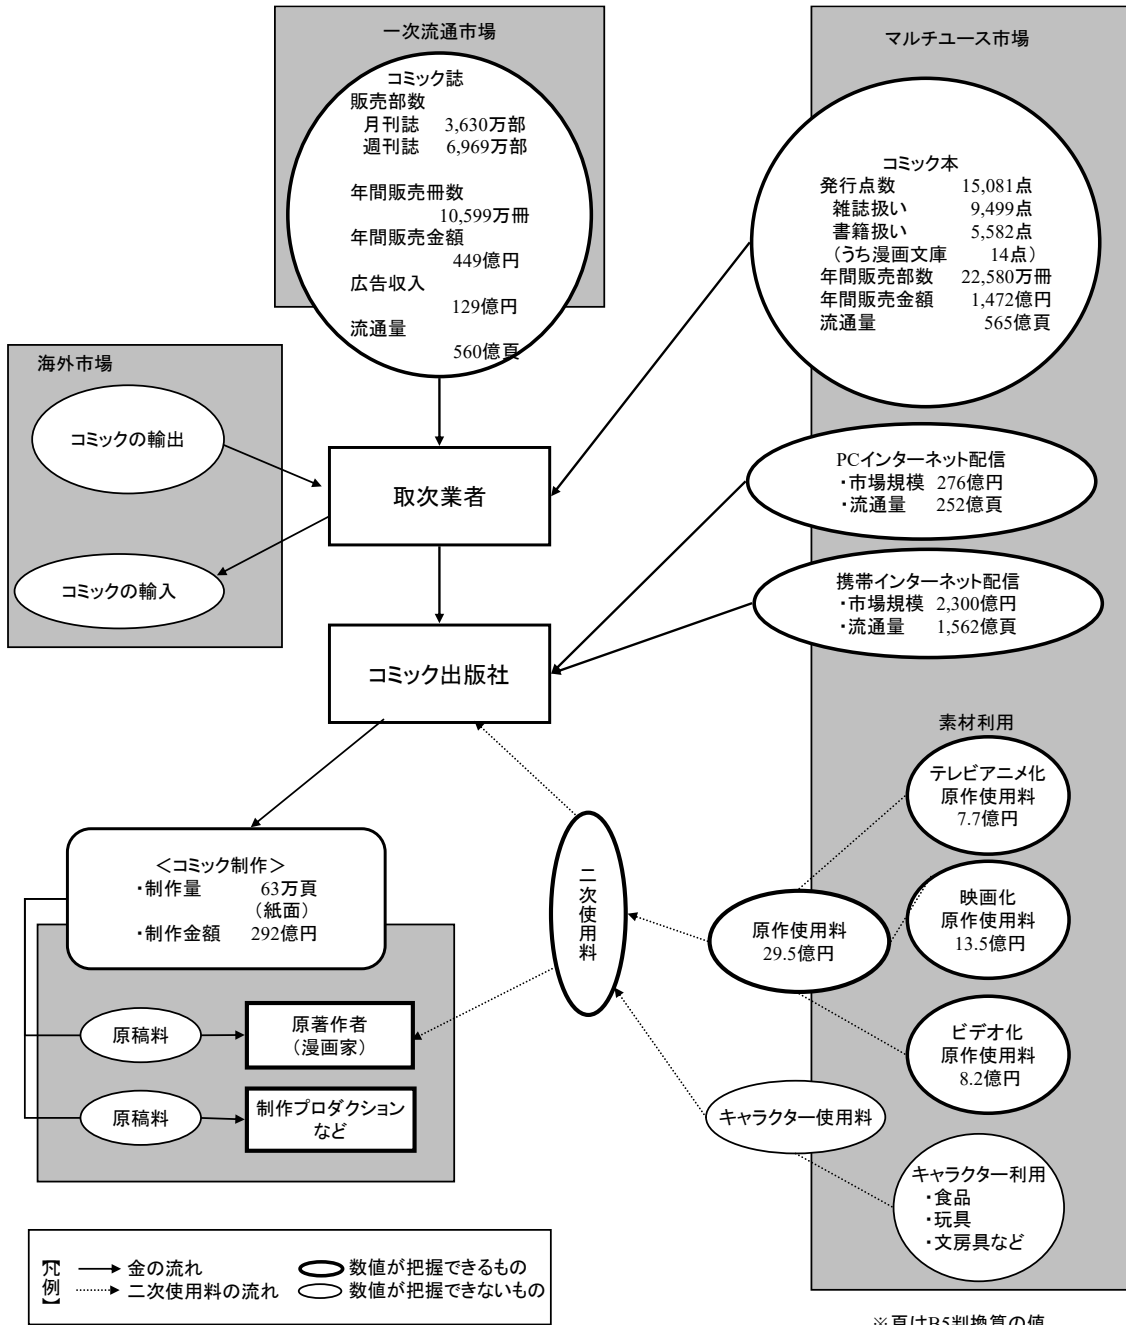 一次流通市場
コミック誌
販売部数
月刊誌 3,630万部
週刊誌 6,969万部
年間販売冊数
10,599万冊
年間販売金額
449億円
広告収入
129億円
流通量
560億頁
マルチユース市場
コミック本
発行点数 15,081点
雑誌扱い 9,499点
書籍扱い 5,582点
(うち漫画文庫 14点)
年間販売部数 22,580万冊
年間販売金額 1,472億円
流通量 565億頁
海外市場
コミックの輸出
コミックの輸入
取次業者
PCインターネット配信
・市場規模 276億円
・流通量 252億頁
携帯インターネット配信
・市場規模 2,300億円
・流通量 1,562億頁
コミック出版社
素材利用
テレビアニメ化
原作使用料
7.7億円
映画化
原作使用料
13.5億円
ビデオ化
原作使用料
8.2億円
原作使用料
29.5億円
二次使用料
キャラクター使用料
キャラクター利用
・食品
・玩具
・文房具など
<コミック制作>
・制作量 63万頁
(紙面)
・制作金額 292億円
原稿料
原著作者
(漫画家)
原稿料
制作プロダクション
など
【凡例】
金の流れ
二次使用料の流れ
数値が把握できるもの
数値が把握できないもの
※頁はB5判換算の値